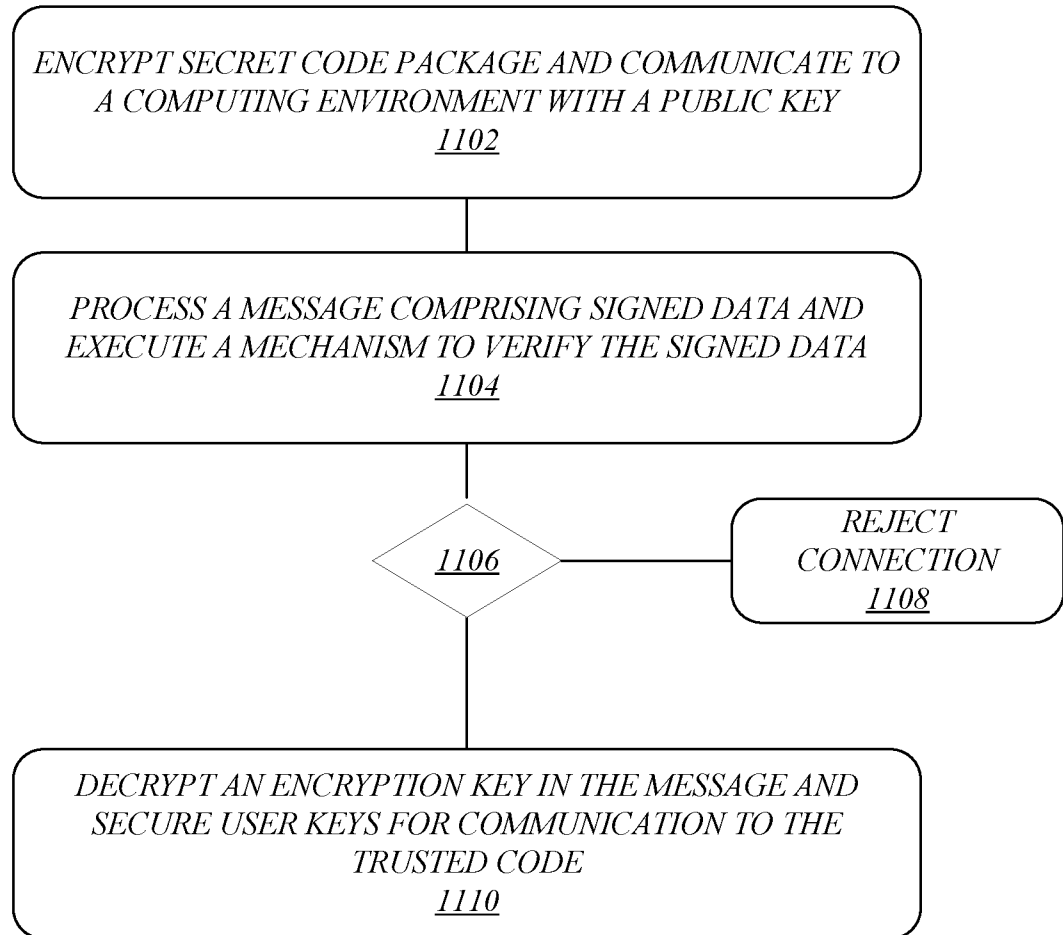 ENCRYPT SECRET CODE PACKAGE AND COMMUNICATE TO
A COMPUTING ENVIRONMENT WITH A PUBLIC KEY
1102
PROCESS A MESSAGE COMPRISING SIGNED DATA AND
EXECUTE A MECHANISM TO VERIFY THE SIGNED DATA
1104
1106
REJECT
CONNECTION
1108
DECRYPT AN ENCRYPTION KEY IN THE MESSAGE AND
SECURE USER KEYS FOR COMMUNICATION TO THE
TRUSTED CODE
1110